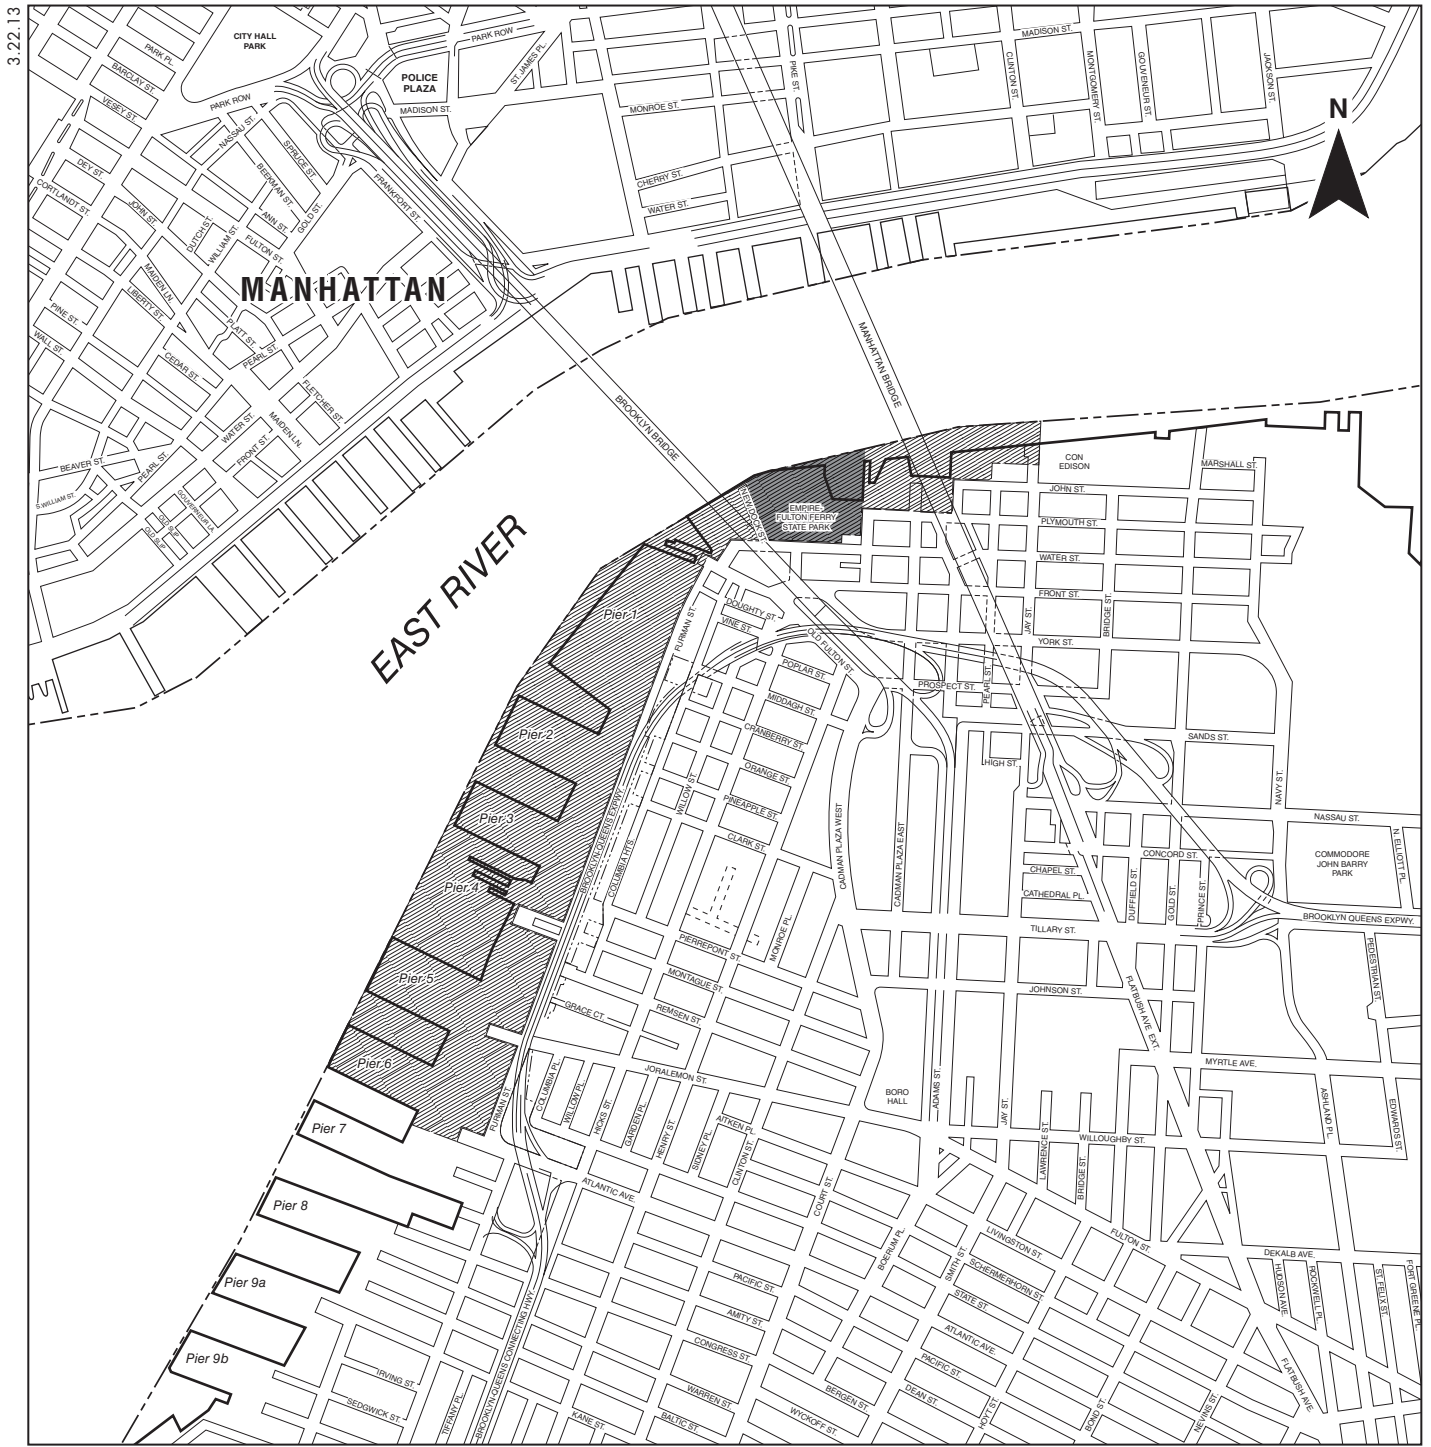 3.22.13
CITY HALL
PARK
PARK PL.
BARCLAY ST.
VESEY ST.
PARK ROW
POLICE
PLAZA
PARK ROW
ST. JAMES PL.
MADISON ST.
PIKE ST.
MONROE ST.
CHERRY ST.
WATER ST.
MADISON ST.
CLINTON ST.
MONTGOMERY ST.
GOUVENEUR ST.
JACKSON ST.
N
NASSAU ST.
SPRUCE ST.
BEEKMAN ST.
ANN ST.
FULTON ST.
GOLD ST.
FRANKFORT ST.
DEY ST.
CORTLANDT ST.
JOHN ST.
DUTCH ST.
WILLIAM ST.
MANHATTAN
MAIDEN LN.
LIBERTY ST.
PLATT ST.
PEARL ST.
PINE ST.
WALL ST.
CEDAR ST.
FLETCHER ST.
MAIDEN LN.
WATER ST.
FRONT ST.
BEAVER ST.
PEARL ST.
S.WILLIAM ST.
GOUVERNEUR LA.
OLD SLIP
OLD SLIP
MANHATTAN BRIDGE
BROOKLYN BRIDGE
EAST RIVER
NEW DOCK ST.
EMPIRE-
FULTON FERRY
STATE PARK
CON
EDISON
MARSHALL ST.
JOHN ST.
PLYMOUTH ST.
WATER ST.
FRONT ST.
JAY ST.
BRIDGE ST.
YORK ST.
Pier 1
FURMAN ST.
DOUGHTY ST.
VINE ST.
OLD FULTON ST.
POPLAR ST.
PROSPECT ST.
PEARL ST.
MIDDAGH ST.
CRANBERRY ST.
SANDS ST.
HIGH ST.
Pier 2
ORANGE ST.
WILLOW ST.
PINEAPPLE ST.
NAVY ST.
NASSAU ST.
Pier 3
BROOKLYN-QUEENS EXPWY.
COLUMBIA HTS.
CLARK ST.
CADMAN PLAZA WEST
CADMAN PLAZA EAST
CONCORD ST.
CHAPEL ST.
CATHEDRAL PL.
DUFFIELD ST.
GOLD ST.
PRINCE ST.
COMMODORE
JOHN BARRY
PARK
N. ELLIOTT PL.
Pier 4
BROOKLYN QUEENS EXPWY.
TILLARY ST.
MONROE PL.
PIERREPONT ST.
MONTAGUE ST.
PEDESTRIAN ST.
Pier 5
JOHNSON ST.
FLATBUSH AVE. EXT.
GRACE CT.
REMSEN ST.
Pier 6
JORALEMON ST.
MYRTLE AVE.
FURMAN ST.
COLUMBIA PL.
WILLOW PL.
HICKS ST.
GARDEN PL.
HENRY ST.
SIDNEY PL.
AITKEN PL.
CLINTON ST.
BORO
HALL
ADAMS ST.
JAY ST.
LAWRENCE ST.
BRIDGE ST.
WILLOUGHBY ST.
ASHLAND PL.
EDWARDS ST.
Pier 7
ATLANTIC AVE.
COURT ST.
Pier 8
BOERUM PL.
SMITH ST.
LIVINGSTON ST.
FULTON ST.
DEKALB AVE.
SCHERMERHORN ST.
STATE ST.
HUDSON AVE.
ROCKWELL PL.
ST. FELIX ST.
FORT GREENE PL.
Pier 9a
PACIFIC ST.
AMITY ST.
CONGRESS ST.
ATLANTIC AVE.
PACIFIC ST.
DEAN ST.
BERGEN ST.
WYCKOFF ST.
Pier 9b
IRVING ST.
SEDGWICK ST.
TIFFANY PL.
BROOKLYN-QUEENS CONNECTING HWY.
KANE ST.
WARREN ST.
BALTIC ST.
HOYT ST.
BOND ST.
NEVINS ST.
FLATBUSH AVE.